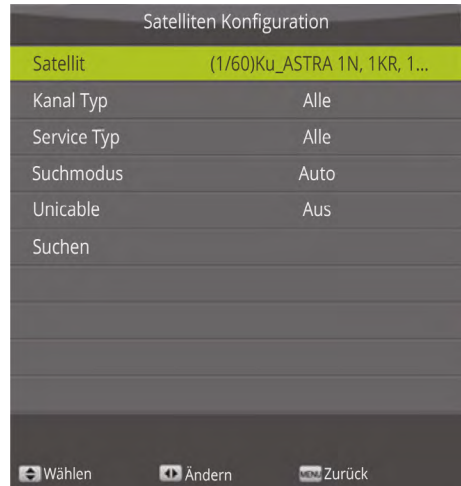 Satelliten Konfiguration
Satellit (1/60)Ku_ASTRA 1N, 1KR, 1...
Kanal Typ Alle
Service Typ Alle
Suchmodus Auto
Unicable Aus
Suchen
Wählen Ändern MENU Zurück